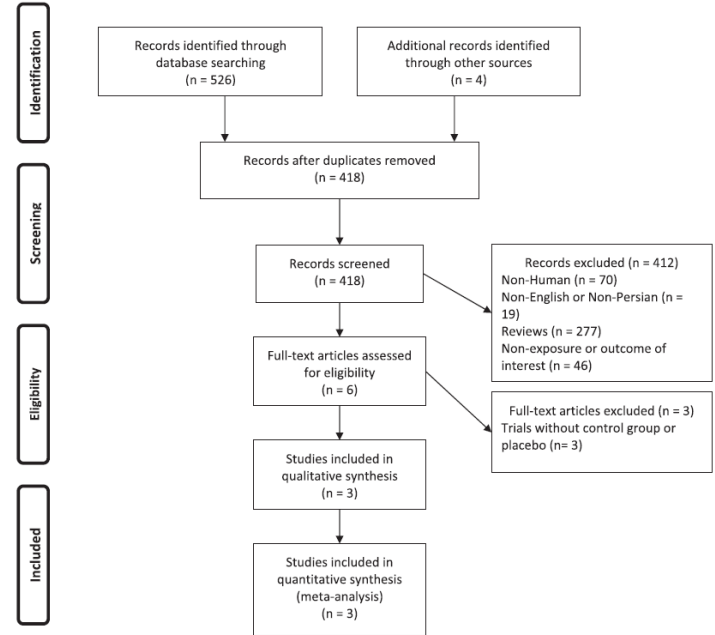 Identification
Records identified through
database searching
(n = 526)
Additional records identified
through other sources
(n = 4)
Records after duplicates removed
(n = 418)
Screening
Records screened
(n = 418)
Records excluded (n = 412)
Non-Human (n = 70)
Non-English or Non-Persian (n =
19)
Reviews (n = 277)
Non-exposure or outcome of
interest (n = 46)
Eligibility
Full-text articles assessed
for eligibility
(n = 6)
Full-text articles excluded (n = 3)
Trials without control group or
placebo (n= 3)
Studies included in
qualitative synthesis
(n = 3)
Included
Studies included in
quantitative synthesis
(meta-analysis)
(n = 3)